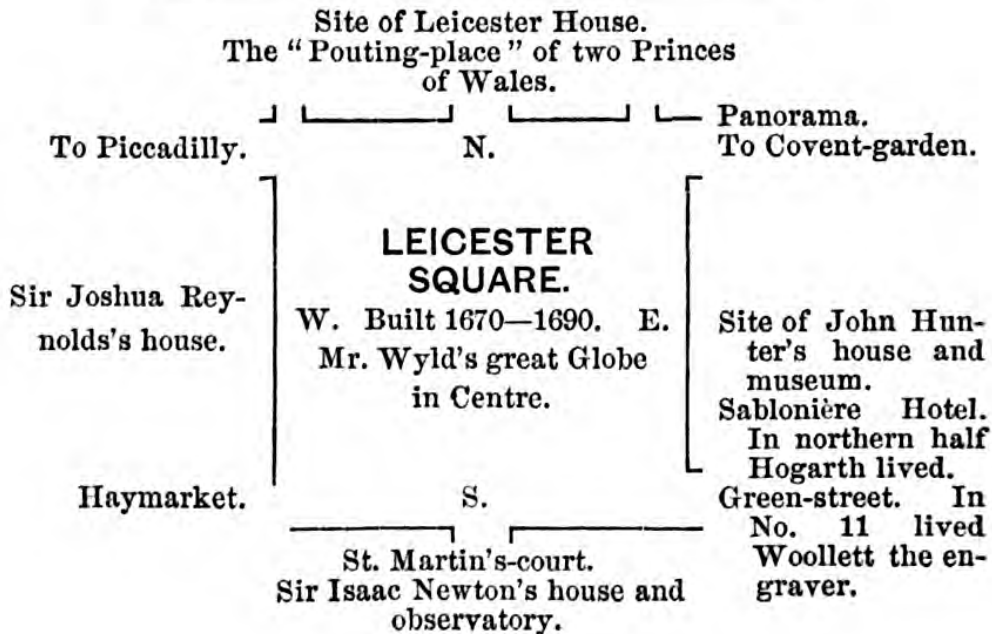 Site of Leicester House.
The “Pouting-place” of two Princes
of Wales.
Panorama.
To Piccadilly.
N.
To Covent-garden.
LEICESTER
SQUARE.
Sir Joshua Rey-
nolds's house.
W. Built 1670—1690. E.
Mr. Wyld's great Globe
in Centre.
Site of John Hun-
ter's house and
museum.
Sablonière Hotel.
In northern half
Hogarth lived.
Haymarket.
S.
Green-street. In
No. 11 lived
Woollett the en-
graver.
St. Martin's-court.
Sir Isaac Newton's house and
observatory.